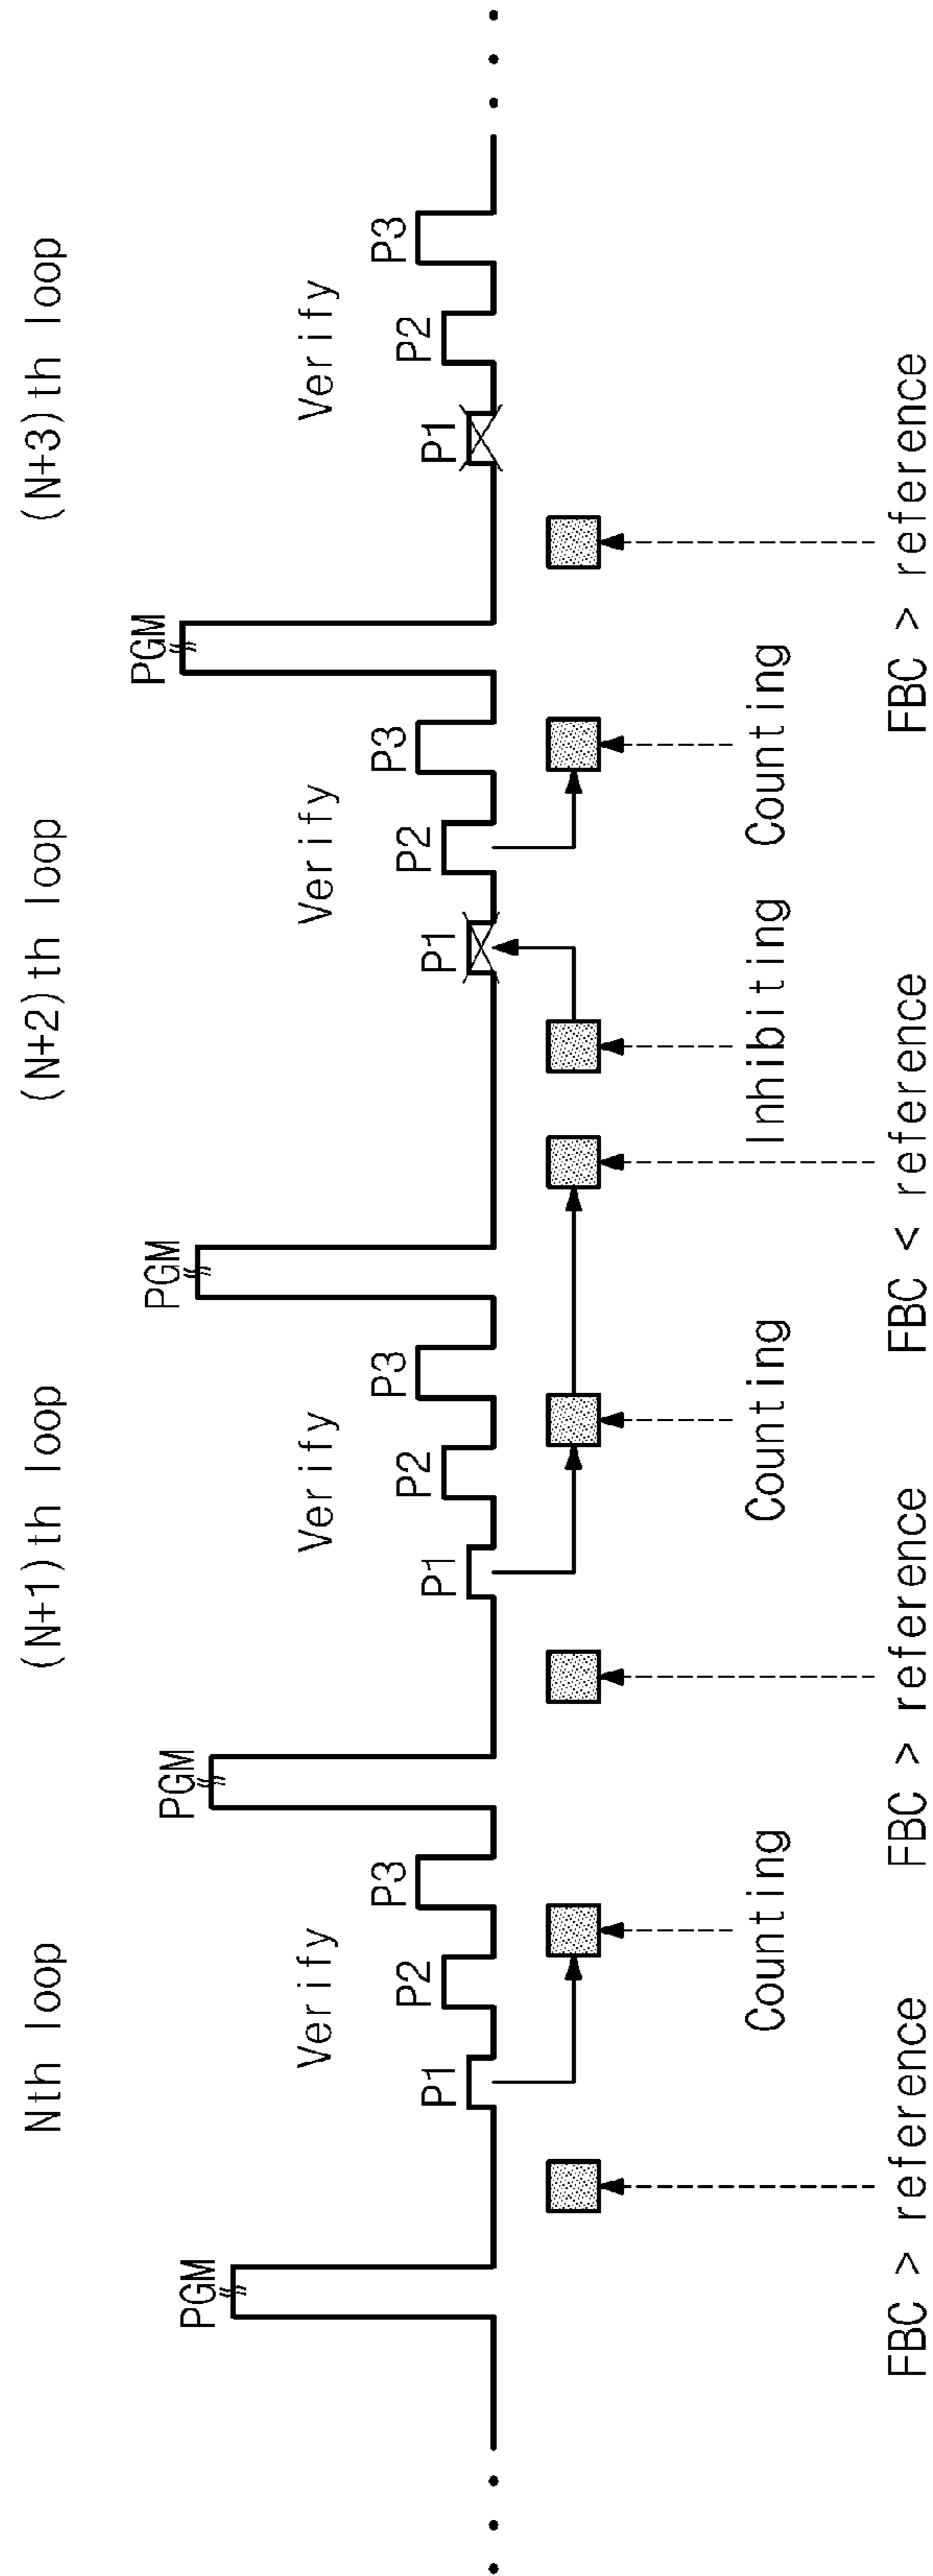 Nth loop
(N+1)th loop
(N+2)th loop
(N+3)th loop
PGM
PGM
PGM
PGM
Verify
Verify
Verify
Verify
P1
P2
P3
P1
P2
P3
P1
P2
P3
P1
P2
P3
Counting
Counting
Inhibiting
Counting
FBC > reference
FBC > reference
FBC < reference
FBC > reference